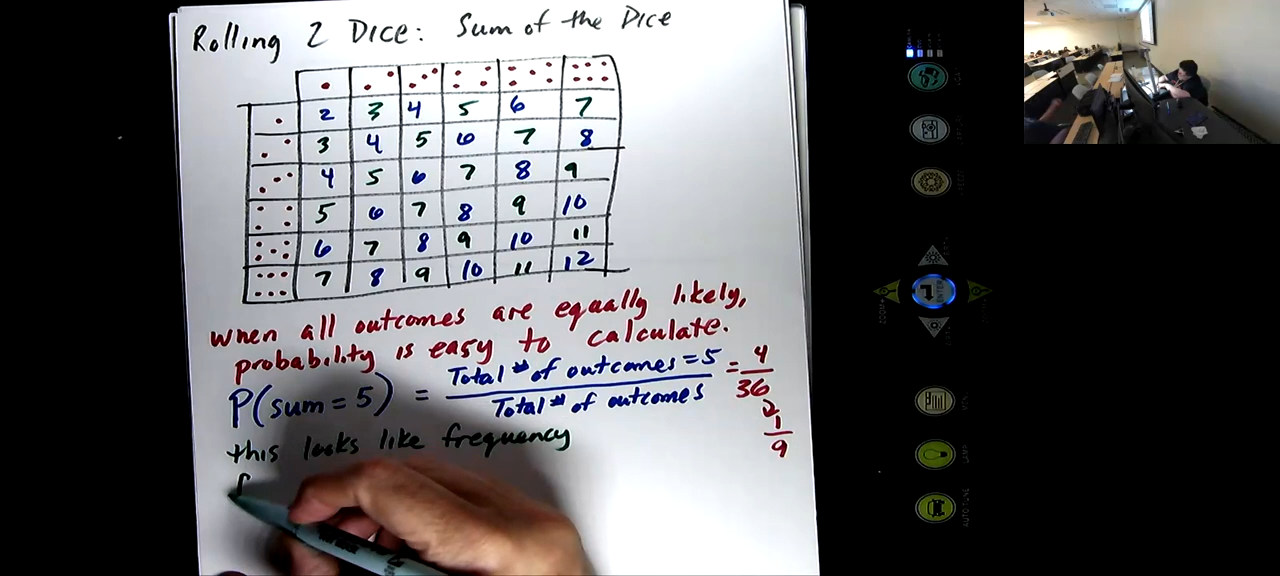 Rolling 2 Dice: Sum of the Dice
2 3 4 5 6 7
3 4 5 6 7 8
4 5 6 7 8 9
5 6 7 8 9 10
6 7 8 9 10 11
7 8 9 10 11 12
When all outcomes are equally likely,
probability is easy to calculate.
P(sum=5) = Total # of outcomes = 5 / Total # of outcomes = 4/36
1/9
this looks like frequency
f